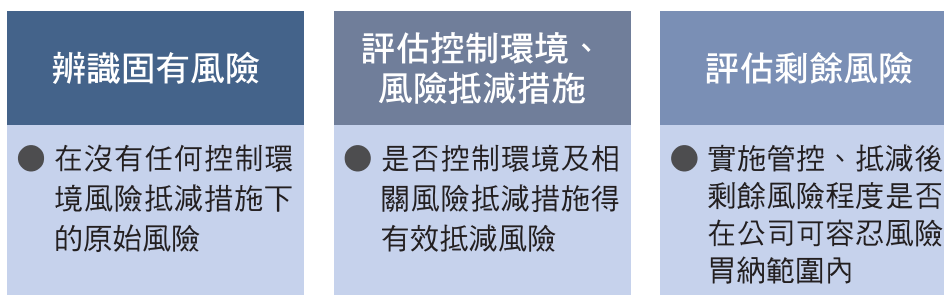 辨識固有風險
● 在沒有任何控制環
境風險抵減措施下
的原始風險
評估控制環境、
風險抵減措施
● 是否控制環境及相
關風險抵減措施得
有效抵減風險
評估剩餘風險
● 實施管控、抵減後
剩餘風險程度是否
在公司可容忍風險
胃納範圍內